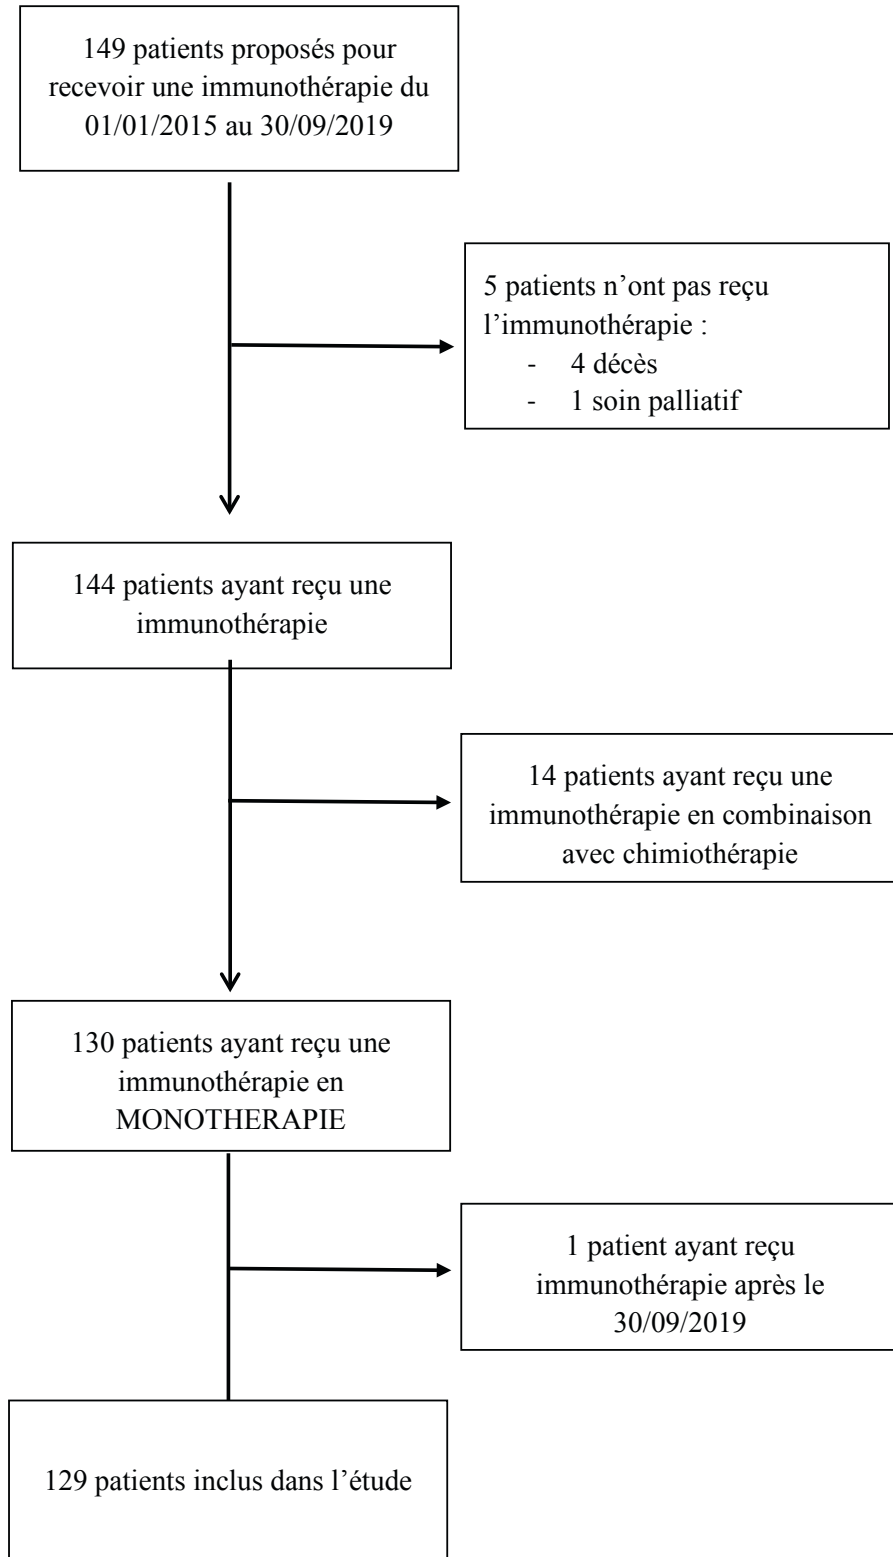 149 patients proposés pour
recevoir une immunothérapie du
01/01/2015 au 30/09/2019
5 patients n’ont pas reçu
l’immunothérapie :
- 4 décès
- 1 soin palliatif
144 patients ayant reçu une
immunothérapie
14 patients ayant reçu une
immunothérapie en combinaison
avec chimiothérapie
130 patients ayant reçu une
immunothérapie en
MONOTHERAPIE
1 patient ayant reçu
immunothérapie après le
30/09/2019
129 patients inclus dans l’étude